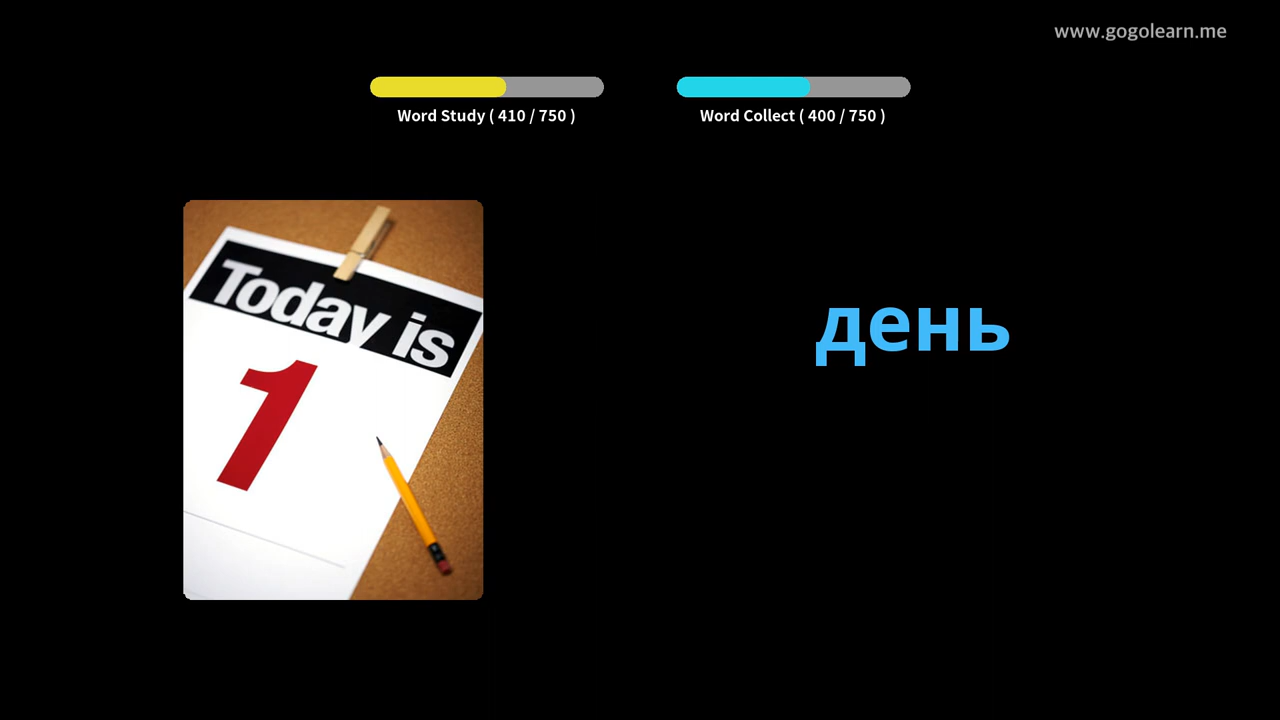 www.gogolearn.me
Word Study ( 410 / 750 )
Word Collect ( 400 / 750 )
Today is
1
день